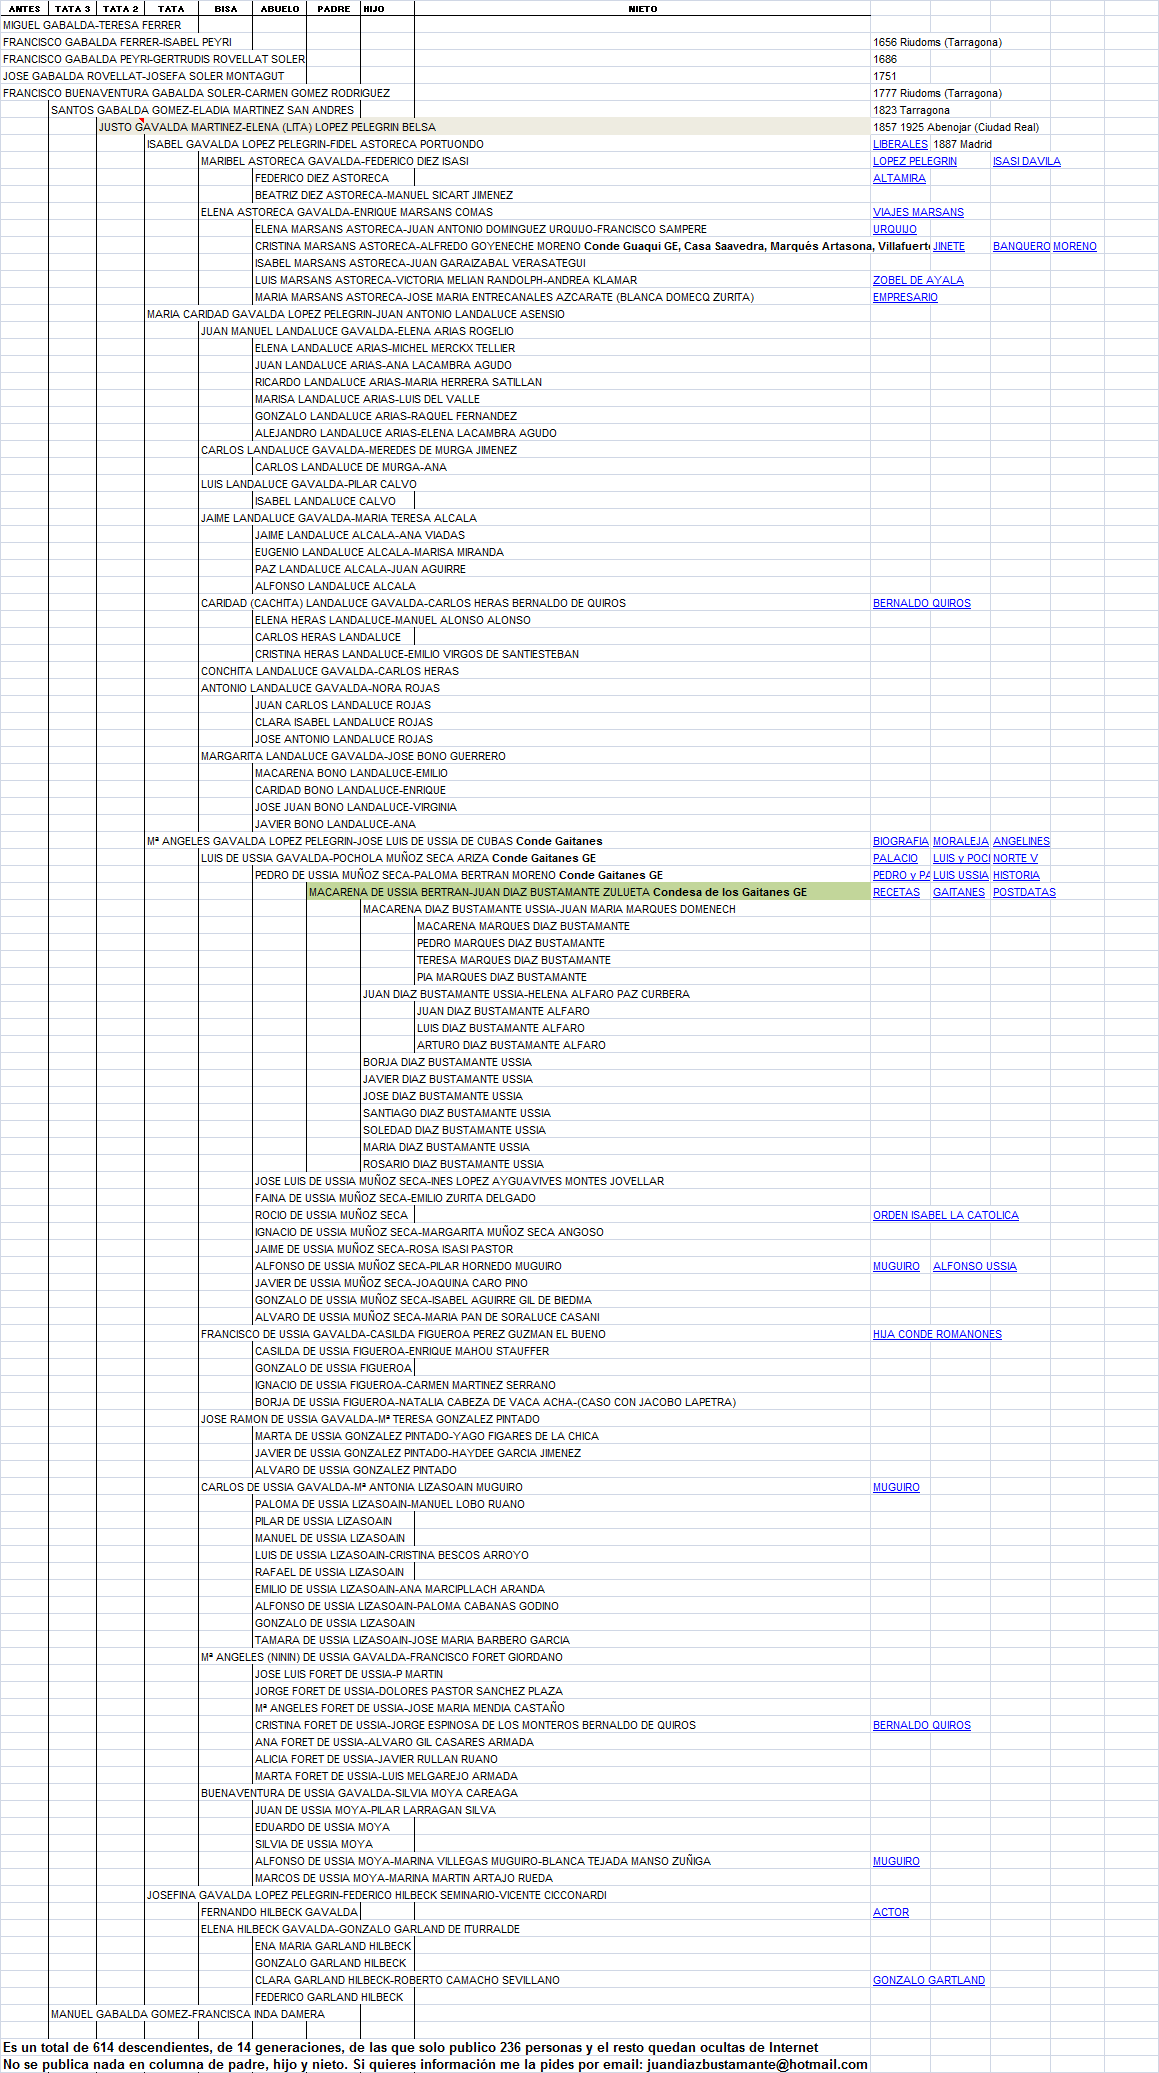 ANTES TATA 3 TATA 2 TATA BISA ABUELO PADRE HIJO NIETO
MIGUEL GABALDA-TERESA FERRER
FRANCISCO GABALDA FERRER-ISABEL PEYRI 1656 Riudoms (Tarragona)
FRANCISCO GABALDA PEYRI-GERTRUDIS ROVELLAT SOLER 1686
JOSE GABALDA ROVELLAT-JOSEFA SOLER MONTAGUT 1751
FRANCISCO BUENAVENTURA GABALDA SOLER-CARMEN GOMEZ RODRIGUEZ 1777 Riudoms (Tarragona)
SANTOS GABALDA GOMEZ-ELADIA MARTINEZ SAN ANDRES 1823 Tarragona
JUSTO GAVALDA MARTINEZ-ELENA (LITA) LOPEZ PELEGRIN BELSA 1857 1925 Abenojar (Ciudad Real)
ISABEL GAVALDA LOPEZ PELEGRIN-FIDEL ASTORECA PORTUONDO LIBERALES 1887 Madrid
MARIBEL ASTORECA GAVALDA-FEDERICO DIEZ ISASI LOPEZ PELEGRIN ISASI DAVILA
FEDERICO DIEZ ASTORECA ALTAMIRA
BEATRIZ DIEZ ASTORECA-MANUEL SICART JIMENEZ
ELENA ASTORECA GAVALDA-ENRIQUE MARSANS COMAS VIAJES MARSANS
ELENA MARSANS ASTORECA-JUAN ANTONIO DOMINGUEZ URQUIJO-FRANCISCO SAMPERE URQUIJO
CRISTINA MARSANS ASTORECA-ALFREDO GOYENECHE MORENO Conde Guaqui GE, Casa Saavedra, Marqués Artasona, Villafuert JINETE BANQUERO MORENO
ISABEL MARSANS ASTORECA-JUAN GARAIZABAL VERASATEGUI
LUIS MARSANS ASTORECA-VICTORIA MELIAN RANDOLPH-ANDREA KLAMAR ZOBEL DE AYALA
MARIA MARSANS ASTORECA-JOSE MARIA ENTRECANALES AZCARATE (BLANCA DOMECQ ZURITA) EMPRESARIO
MARIA CARIDAD GAVALDA LOPEZ PELEGRIN-JUAN ANTONIO LANDALUCE ASENSIO
JUAN MANUEL LANDALUCE GAVALDA-ELENA ARIAS ROGELIO
ELENA LANDALUCE ARIAS-MICHEL MERCKX TELLIER
JUAN LANDALUCE ARIAS-ANA LACAMBRA AGUDO
RICARDO LANDALUCE ARIAS-MARIA HERRERA SATILLAN
MARISA LANDALUCE ARIAS-LUIS DEL VALLE
GONZALO LANDALUCE ARIAS-RAQUEL FERNANDEZ
ALEJANDRO LANDALUCE ARIAS-ELENA LACAMBRA AGUDO
CARLOS LANDALUCE GAVALDA-MEREDES DE MURGA JIMENEZ
CARLOS LANDALUCE DE MURGA-ANA
LUIS LANDALUCE GAVALDA-PILAR CALVO
ISABEL LANDALUCE CALVO
JAIME LANDALUCE GAVALDA-MARIA TERESA ALCALA
JAIME LANDALUCE ALCALA-ANA VIADAS
EUGENIO LANDALUCE ALCALA-MARISA MIRANDA
PAZ LANDALUCE ALCALA-JUAN AGUIRRE
ALFONSO LANDALUCE ALCALA
CARIDAD (CACHITA) LANDALUCE GAVALDA-CARLOS HERAS BERNALDO DE QUIROS BERNALDO QUIROS
ELENA HERAS LANDALUCE-MANUEL ALONSO ALONSO
CARLOS HERAS LANDALUCE
CRISTINA HERAS LANDALUCE-EMILIO VIRGOS DE SANTIESTEBAN
CONCHITA LANDALUCE GAVALDA-CARLOS HERAS
ANTONIO LANDALUCE GAVALDA-NORA ROJAS
JUAN CARLOS LANDALUCE ROJAS
CLARA ISABEL LANDALUCE ROJAS
JOSE ANTONIO LANDALUCE ROJAS
MARGARITA LANDALUCE GAVALDA-JOSE BONO GUERRERO
MACARENA BONO LANDALUCE-EMILIO
CARIDAD BONO LANDALUCE-ENRIQUE
JOSE JUAN BONO LANDALUCE-VIRGINIA
JAVIER BONO LANDALUCE-ANA
Mª ANGELES GAVALDA LOPEZ PELEGRIN-JOSE LUIS DE USSIA DE CUBAS Conde Gaitanes BIOGRAFIA MORALEJA ANGELINES
LUIS DE USSIA GAVALDA-POCHOLA MUÑOZ SECA ARIZA Conde Gaitanes GE PALACIO LUIS y POCI NORTE V
PEDRO DE USSIA MUÑOZ SECA-PALOMA BERTRAN MORENO Conde Gaitanes GE PEDRO y PA LUIS USSIA HISTORIA
MACARENA DE USSIA BERTRAN-JUAN DIAZ BUSTAMANTE ZULUETA Condesa de los Gaitanes GE RECETAS GAITANES POSTDATAS
MACARENA DIAZ BUSTAMANTE USSIA-JUAN MARIA MARQUES DOMENECH
MACARENA MARQUES DIAZ BUSTAMANTE
PEDRO MARQUES DIAZ BUSTAMANTE
TERESA MARQUES DIAZ BUSTAMANTE
PIA MARQUES DIAZ BUSTAMANTE
JUAN DIAZ BUSTAMANTE USSIA-HELENA ALFARO PAZ CURBERA
JUAN DIAZ BUSTAMANTE ALFARO
LUIS DIAZ BUSTAMANTE ALFARO
ARTURO DIAZ BUSTAMANTE ALFARO
BORJA DIAZ BUSTAMANTE USSIA
JAVIER DIAZ BUSTAMANTE USSIA
JOSE DIAZ BUSTAMANTE USSIA
SANTIAGO DIAZ BUSTAMANTE USSIA
SOLEDAD DIAZ BUSTAMANTE USSIA
MARIA DIAZ BUSTAMANTE USSIA
ROSARIO DIAZ BUSTAMANTE USSIA
JOSE LUIS DE USSIA MUÑOZ SECA-INES LOPEZ AYGUAVIVES MONTES JOVELLAR
FAINA DE USSIA MUÑOZ SECA-EMILIO ZURITA DELGADO
ROCIO DE USSIA MUÑOZ SECA ORDEN ISABEL LA CATOLICA
IGNACIO DE USSIA MUÑOZ SECA-MARGARITA MUÑOZ SECA ANGOSO
JAIME DE USSIA MUÑOZ SECA-ROSA ISASI PASTOR
ALFONSO DE USSIA MUÑOZ SECA-PILAR HORNEDO MUGUIRO MUGUIRO ALFONSO USSIA
JAVIER DE USSIA MUÑOZ SECA-JOAQUINA CARO PINO
GONZALO DE USSIA MUÑOZ SECA-ISABEL AGUIRRE GIL DE BIEDMA
ALVARO DE USSIA MUÑOZ SECA-MARIA PAN DE SORALUCE CASANI
FRANCISCO DE USSIA GAVALDA-CASILDA FIGUEROA PEREZ GUZMAN EL BUENO HIJA CONDE ROMANONES
CASILDA DE USSIA FIGUEROA-ENRIQUE MAHOU STAUFFER
GONZALO DE USSIA FIGUEROA
IGNACIO DE USSIA FIGUEROA-CARMEN MARTINEZ SERRANO
BORJA DE USSIA FIGUEROA-NATALIA CABEZA DE VACA ACHA-(CASO CON JACOBO LAPETRA)
JOSE RAMON DE USSIA GAVALDA-Mª TERESA GONZALEZ PINTADO
MARTA DE USSIA GONZALEZ PINTADO-YAGO FIGARES DE LA CHICA
JAVIER DE USSIA GONZALEZ PINTADO-HAYDEE GARCIA JIMENEZ
ALVARO DE USSIA GONZALEZ PINTADO
CARLOS DE USSIA GAVALDA-Mª ANTONIA LIZASOAIN MUGUIRO MUGUIRO
PALOMA DE USSIA LIZASOAIN-MANUEL LOBO RUANO
PILAR DE USSIA LIZASOAIN
MANUEL DE USSIA LIZASOAIN
LUIS DE USSIA LIZASOAIN-CRISTINA BESCOS ARROYO
RAFAEL DE USSIA LIZASOAIN
EMILIO DE USSIA LIZASOAIN-ANA MARCIPLLACH ARANDA
ALFONSO DE USSIA LIZASOAIN-PALOMA CABANAS GODINO
GONZALO DE USSIA LIZASOAIN
TAMARA DE USSIA LIZASOAIN-JOSE MARIA BARBERO GARCIA
Mª ANGELES (NININ) DE USSIA GAVALDA-FRANCISCO FORET GIORDANO
JOSE LUIS FORET DE USSIA-P MARTIN
JORGE FORET DE USSIA-DOLORES PASTOR SANCHEZ PLAZA
Mª ANGELES FORET DE USSIA-JOSE MARIA MENDIA CASTAÑO
CRISTINA FORET DE USSIA-JORGE ESPINOSA DE LOS MONTEROS BERNALDO DE QUIROS BERNALDO QUIROS
ANA FORET DE USSIA-ALVARO GIL CASARES ARMADA
ALICIA FORET DE USSIA-JAVIER RULLAN RUANO
MARTA FORET DE USSIA-LUIS MELGAREJO ARMADA
BUENAVENTURA DE USSIA GAVALDA-SILVIA MOYA CAREAGA
JUAN DE USSIA MOYA-PILAR LARRAGAN SILVA
EDUARDO DE USSIA MOYA
SILVIA DE USSIA MOYA
ALFONSO DE USSIA MOYA-MARINA VILLEGAS MUGUIRO-BLANCA TEJADA MANSO ZUÑIGA MUGUIRO
MARCOS DE USSIA MOYA-MARINA MARTIN ARTAJO RUEDA
JOSEFINA GAVALDA LOPEZ PELEGRIN-FEDERICO HILBECK SEMINARIO-VICENTE CICCONARDI
FERNANDO HILBECK GAVALDA ACTOR
ELENA HILBECK GAVALDA-GONZALO GARLAND DE ITURRALDE
ENA MARIA GARLAND HILBECK
GONZALO GARLAND HILBECK
CLARA GARLAND HILBECK-ROBERTO CAMACHO SEVILLANO GONZALO GARTLAND
FEDERICO GARLAND HILBECK
MANUEL GABALDA GOMEZ-FRANCISCA INDA DAMERA
Es un total de 614 descendientes, de 14 generaciones, de las que solo publico 236 personas y el resto quedan ocultas de Internet
No se publica nada en columna de padre, hijo y nieto. Si quieres información me la pides por email: juandiazbustamante@hotmail.com